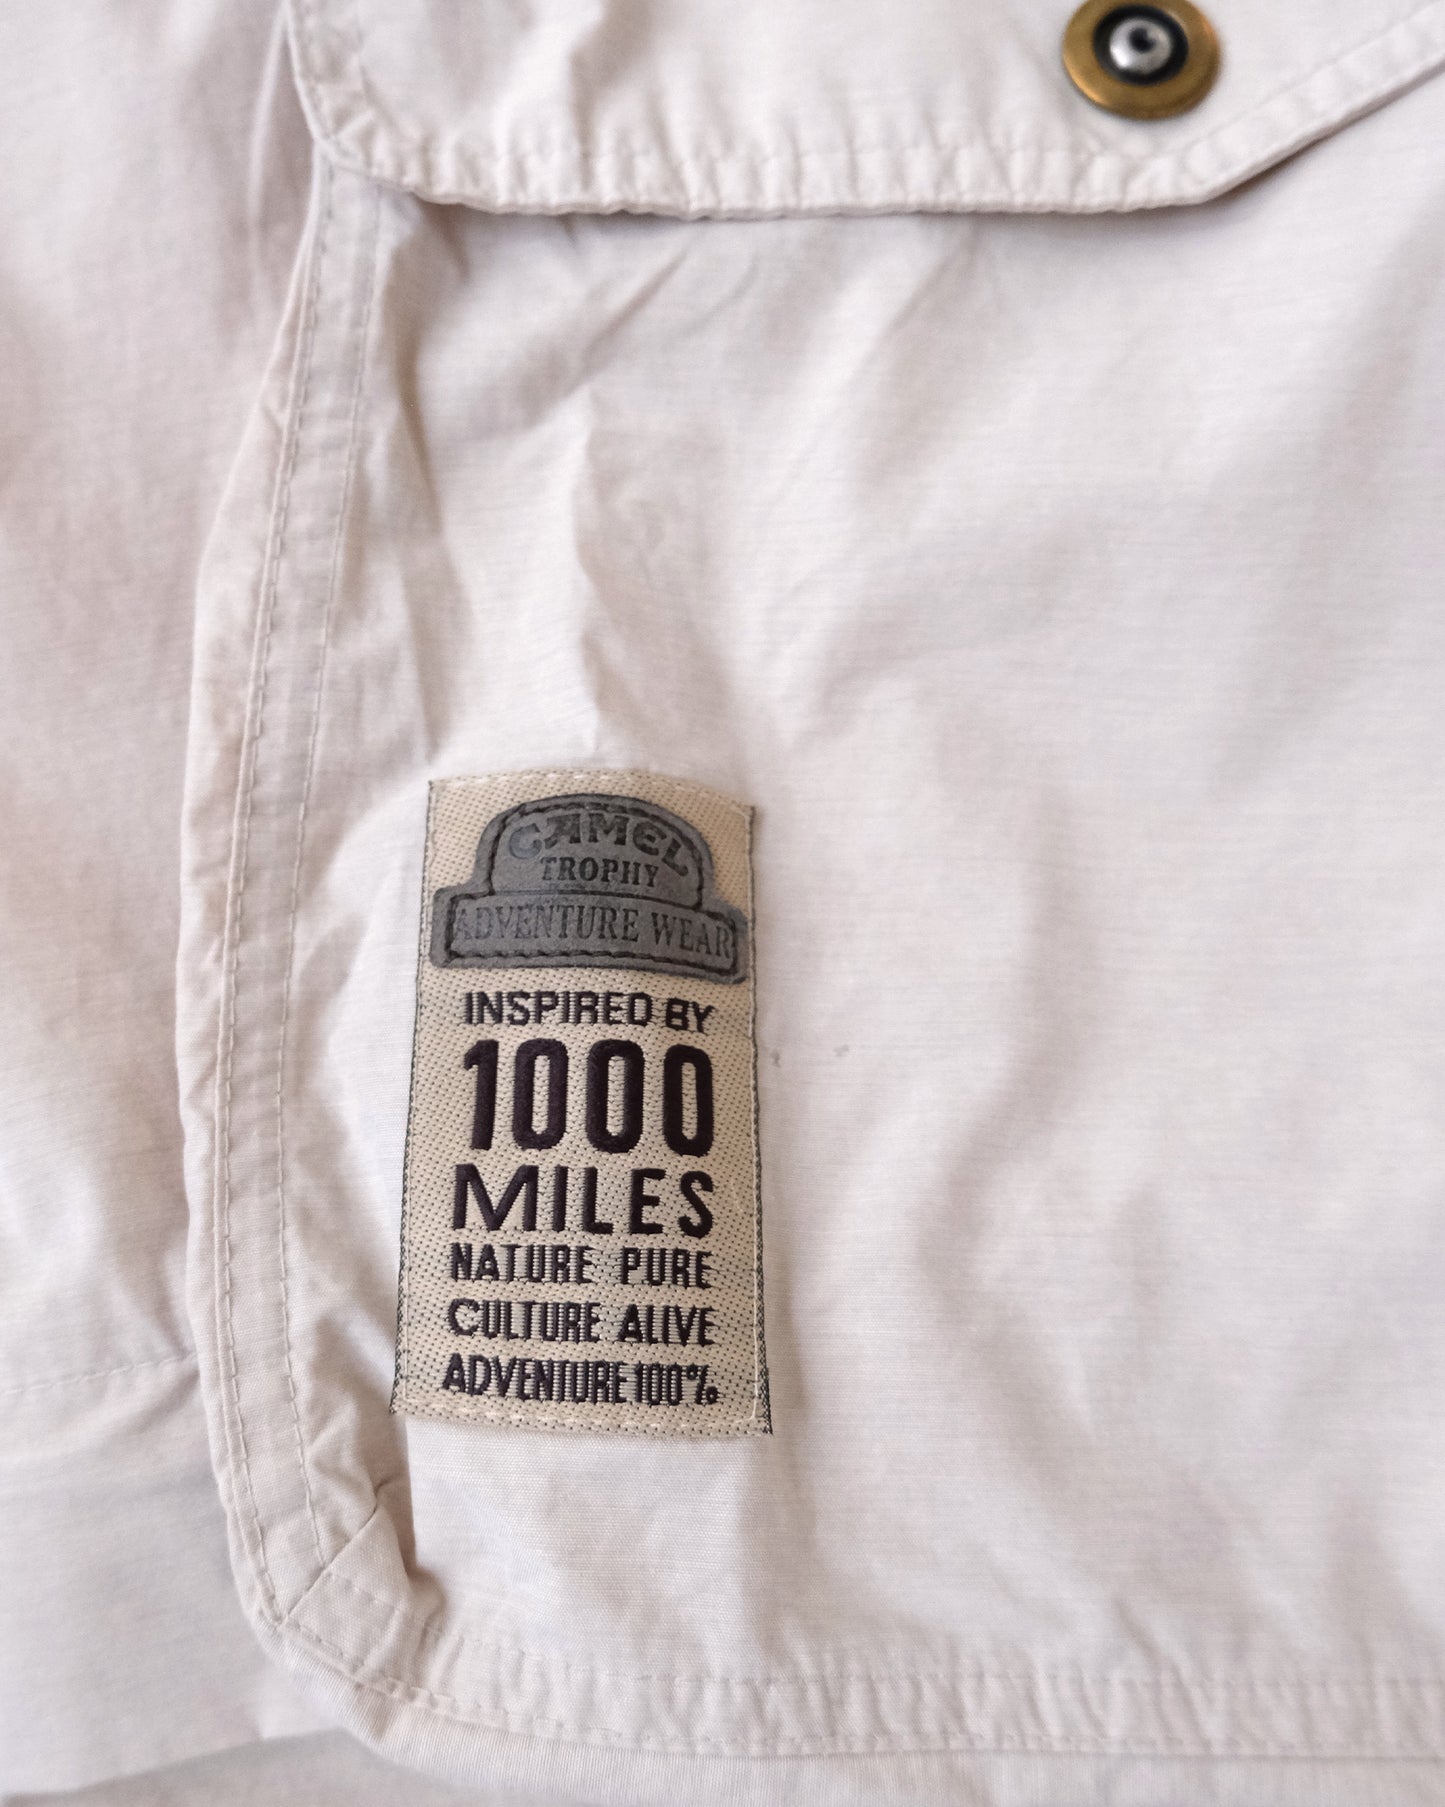 CAMEL
TROPHY
ADVENTURE WEAR
INSPIRED BY
1000
MILES
NATURE PURE
CULTURE ALIVE
ADVENTURE 100%